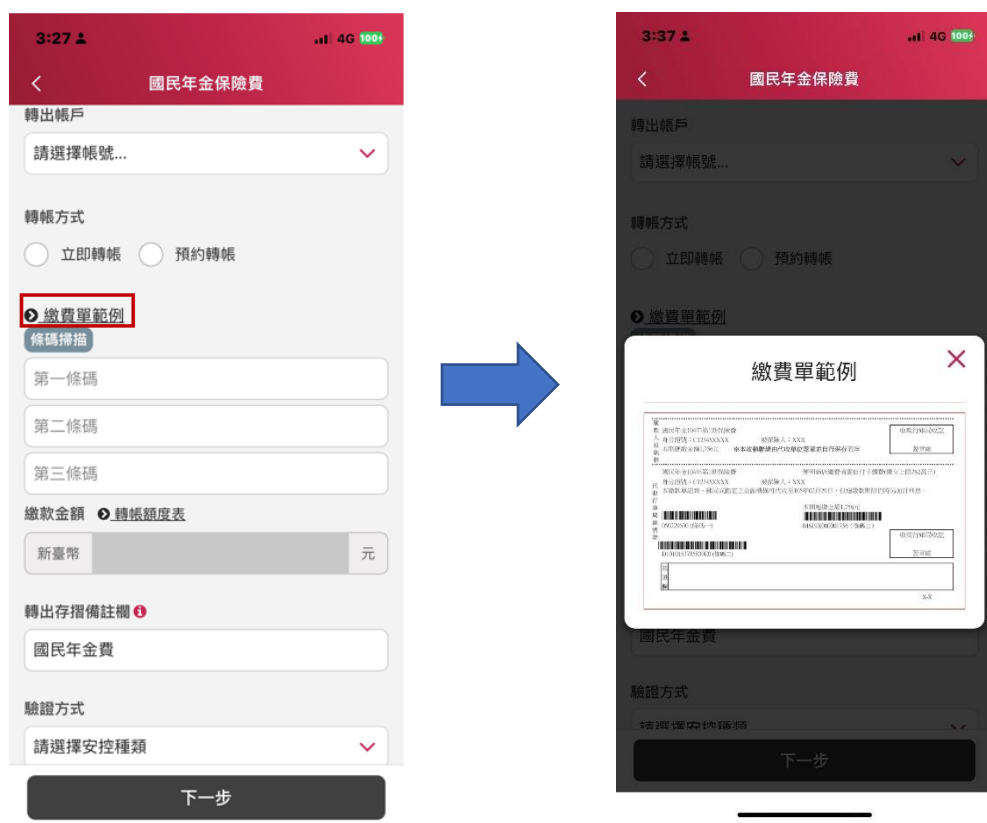 3:27
4G 100
國民年金保險費
轉出帳戶
請選擇帳號...
轉帳方式
立即轉帳 預約轉帳
繳費單範例
條碼掃描
第一條碼
第二條碼
第三條碼
繳款金額 轉帳額度表
新臺幣 元
轉出存摺備註欄
國民年金費
驗證方式
請選擇安控種類
下一步
3:37
4G 100
國民年金保險費
轉出帳戶
請選擇帳號...
轉帳方式
立即轉帳 預約轉帳
繳費單範例
繳費單範例
國民年金費
驗證方式
請選擇安控種類
下一步